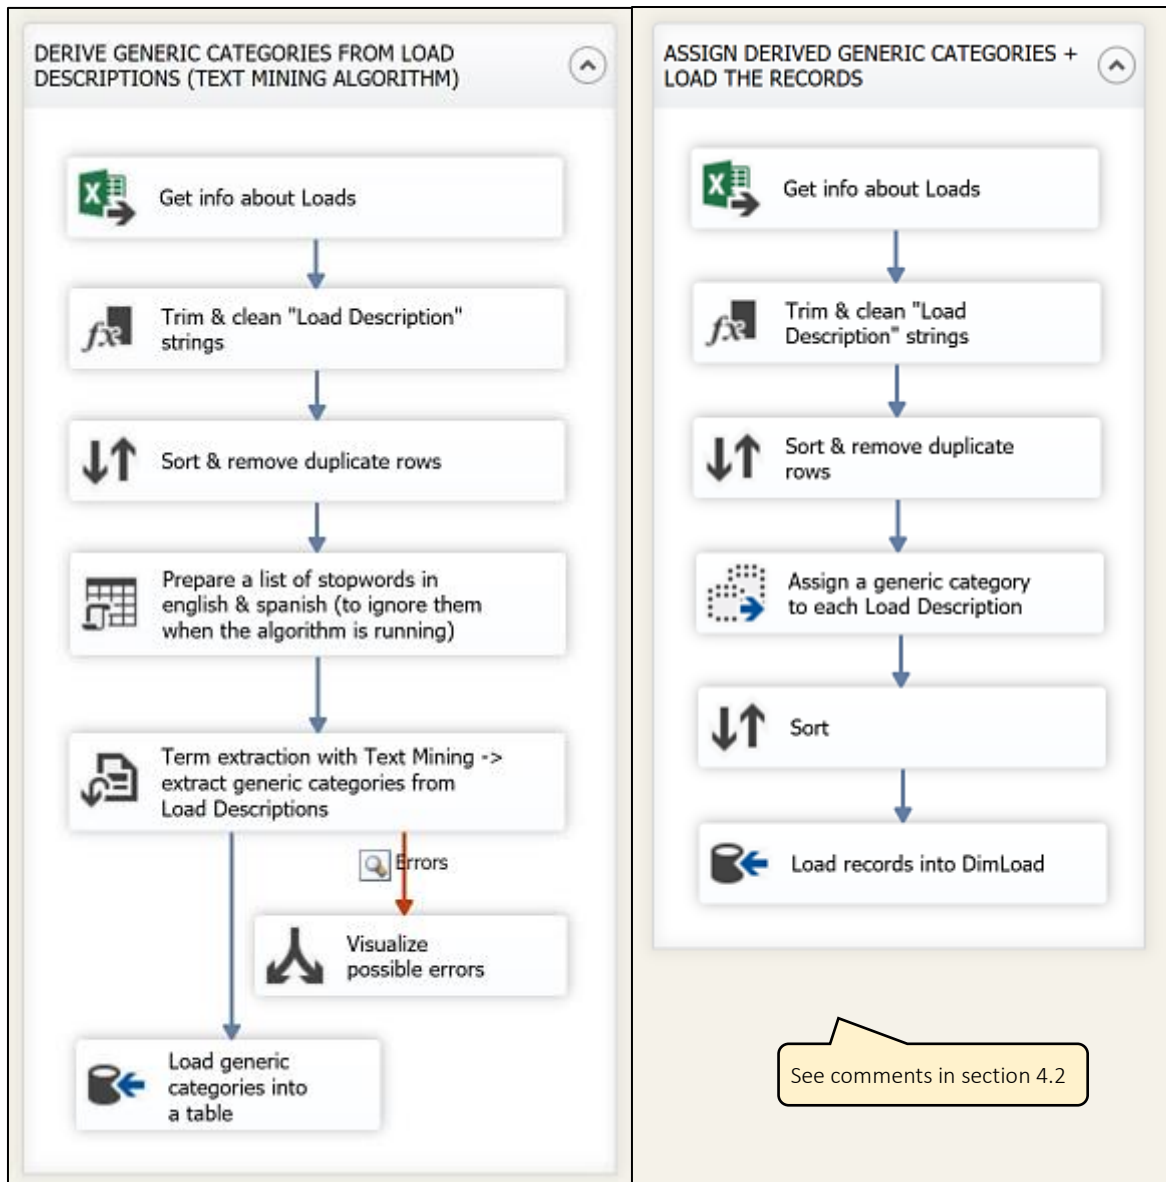 DERIVE GENERIC CATEGORIES FROM LOAD
DESCRIPTIONS (TEXT MINING ALGORITHM)
Get info about Loads
Trim & clean "Load Description"
strings
Sort & remove duplicate rows
Prepare a list of stopwords in
english & spanish (to ignore them
when the algorithm is running)
Term extraction with Text Mining ->
extract generic categories from
Load Descriptions
Errors
Visualize
possible errors
Load generic
categories into
a table
ASSIGN DERIVED GENERIC CATEGORIES +
LOAD THE RECORDS
Get info about Loads
Trim & clean "Load
Description" strings
Sort & remove duplicate
rows
Assign a generic category
to each Load Description
Sort
Load records into DimLoad
See comments in section 4.2